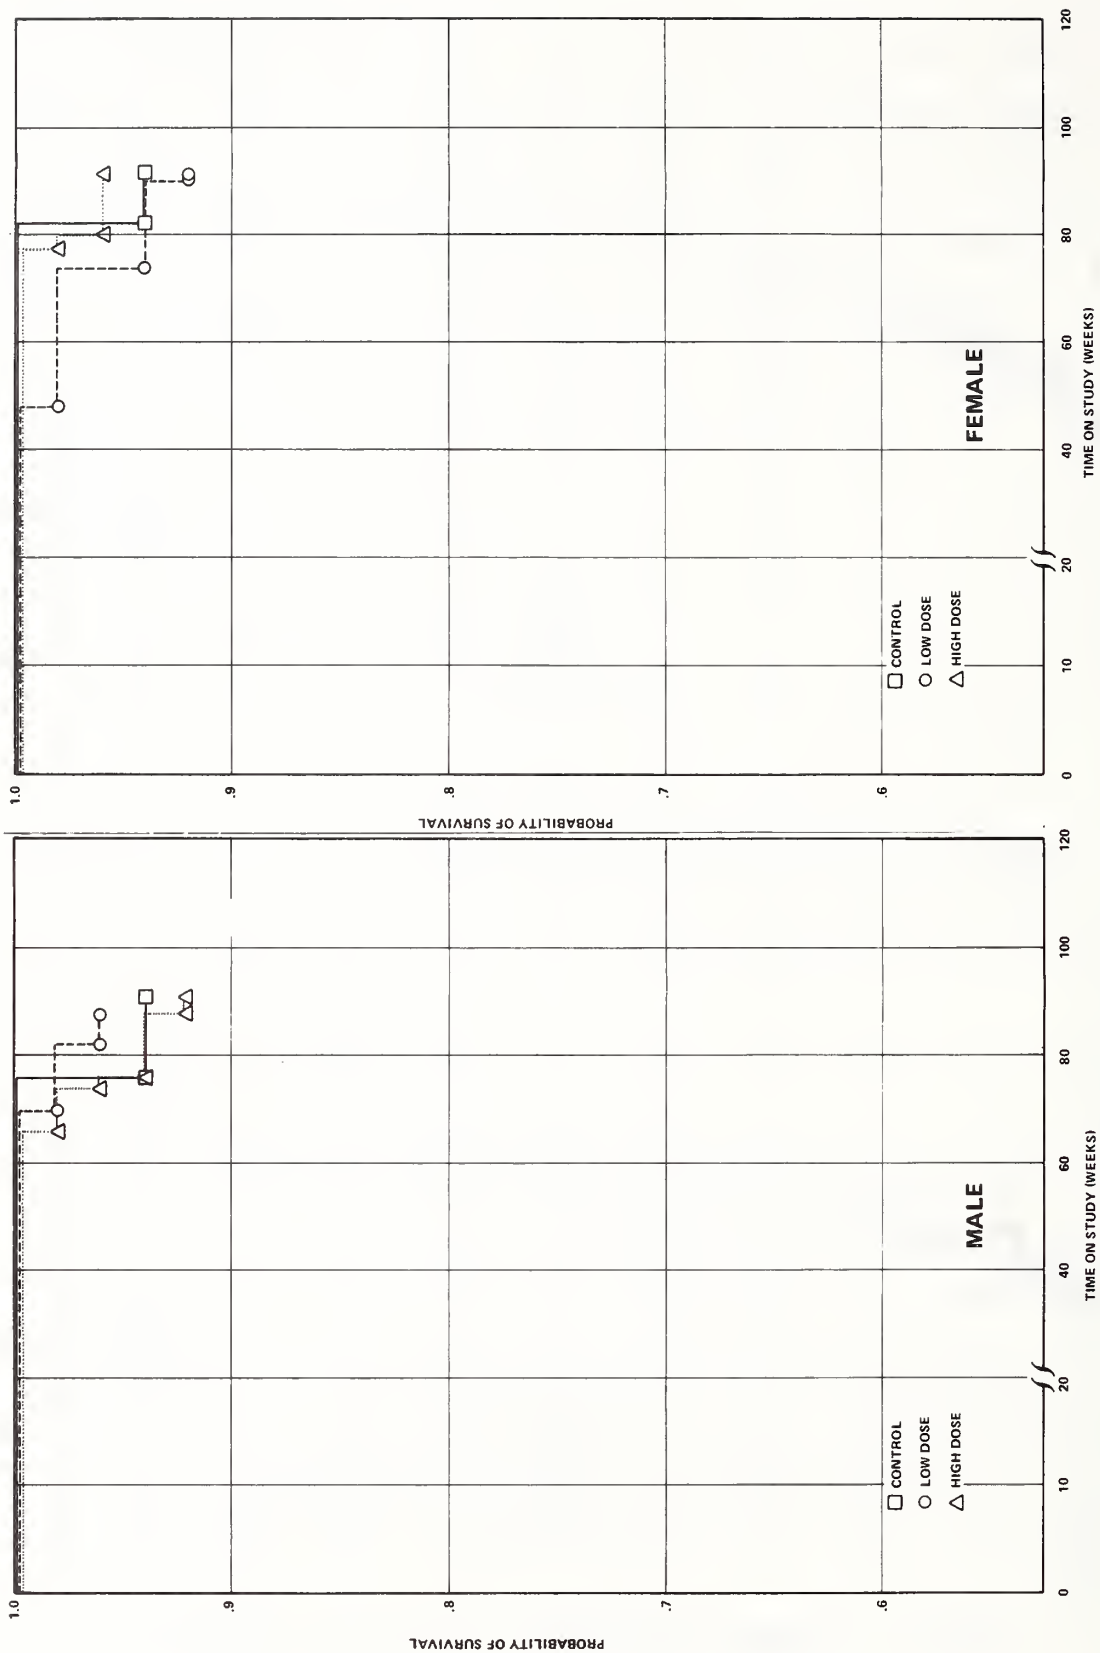 PROBABILITY OF SURVIVAL
1.0
.9
.8
.7
.6
0
10
20
40
60
80
100
120
TIME ON STUDY (WEEKS)
CONTROL
LOW DOSE
HIGH DOSE
MALE
PROBABILITY OF SURVIVAL
1.0
.9
.8
.7
.6
0
10
20
40
60
80
100
120
TIME ON STUDY (WEEKS)
CONTROL
LOW DOSE
HIGH DOSE
FEMALE